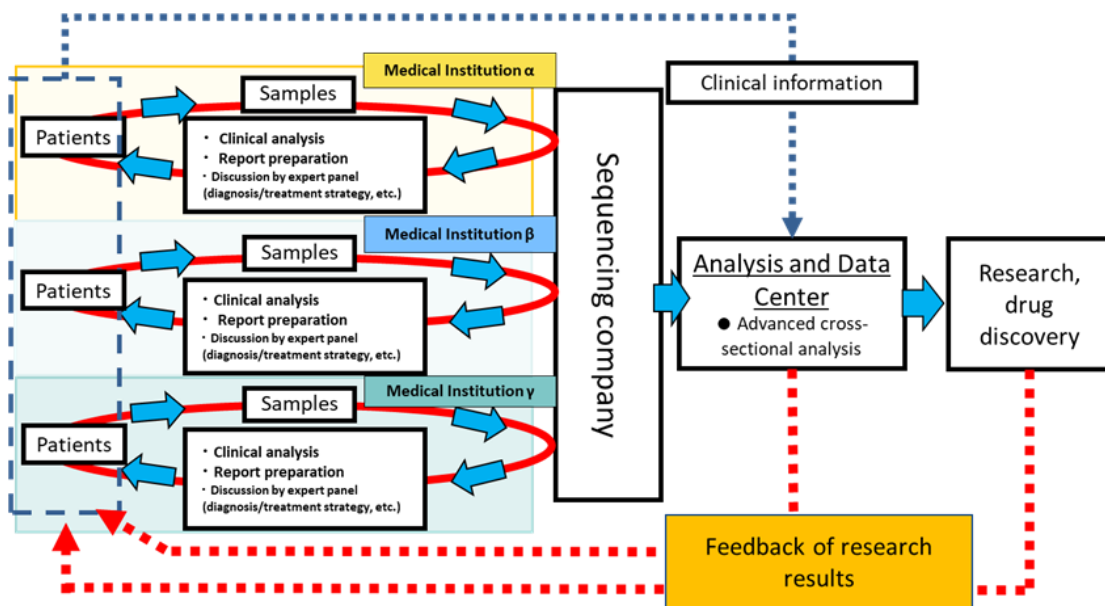 Medical Institution α
Samples
Patients
・ Clinical analysis
・ Report preparation
・ Discussion by expert panel
(diagnosis/treatment strategy, etc.)
Medical Institution β
Samples
Patients
・ Clinical analysis
・ Report preparation
・ Discussion by expert panel
(diagnosis/treatment strategy, etc.)
Medical Institution γ
Samples
Patients
・ Clinical analysis
・ Report preparation
・ Discussion by expert panel
(diagnosis/treatment strategy, etc.)
Sequencing company
Clinical information
Analysis and Data
Center
● Advanced cross-
sectional analysis
Research,
drug
discovery
Feedback of research
results